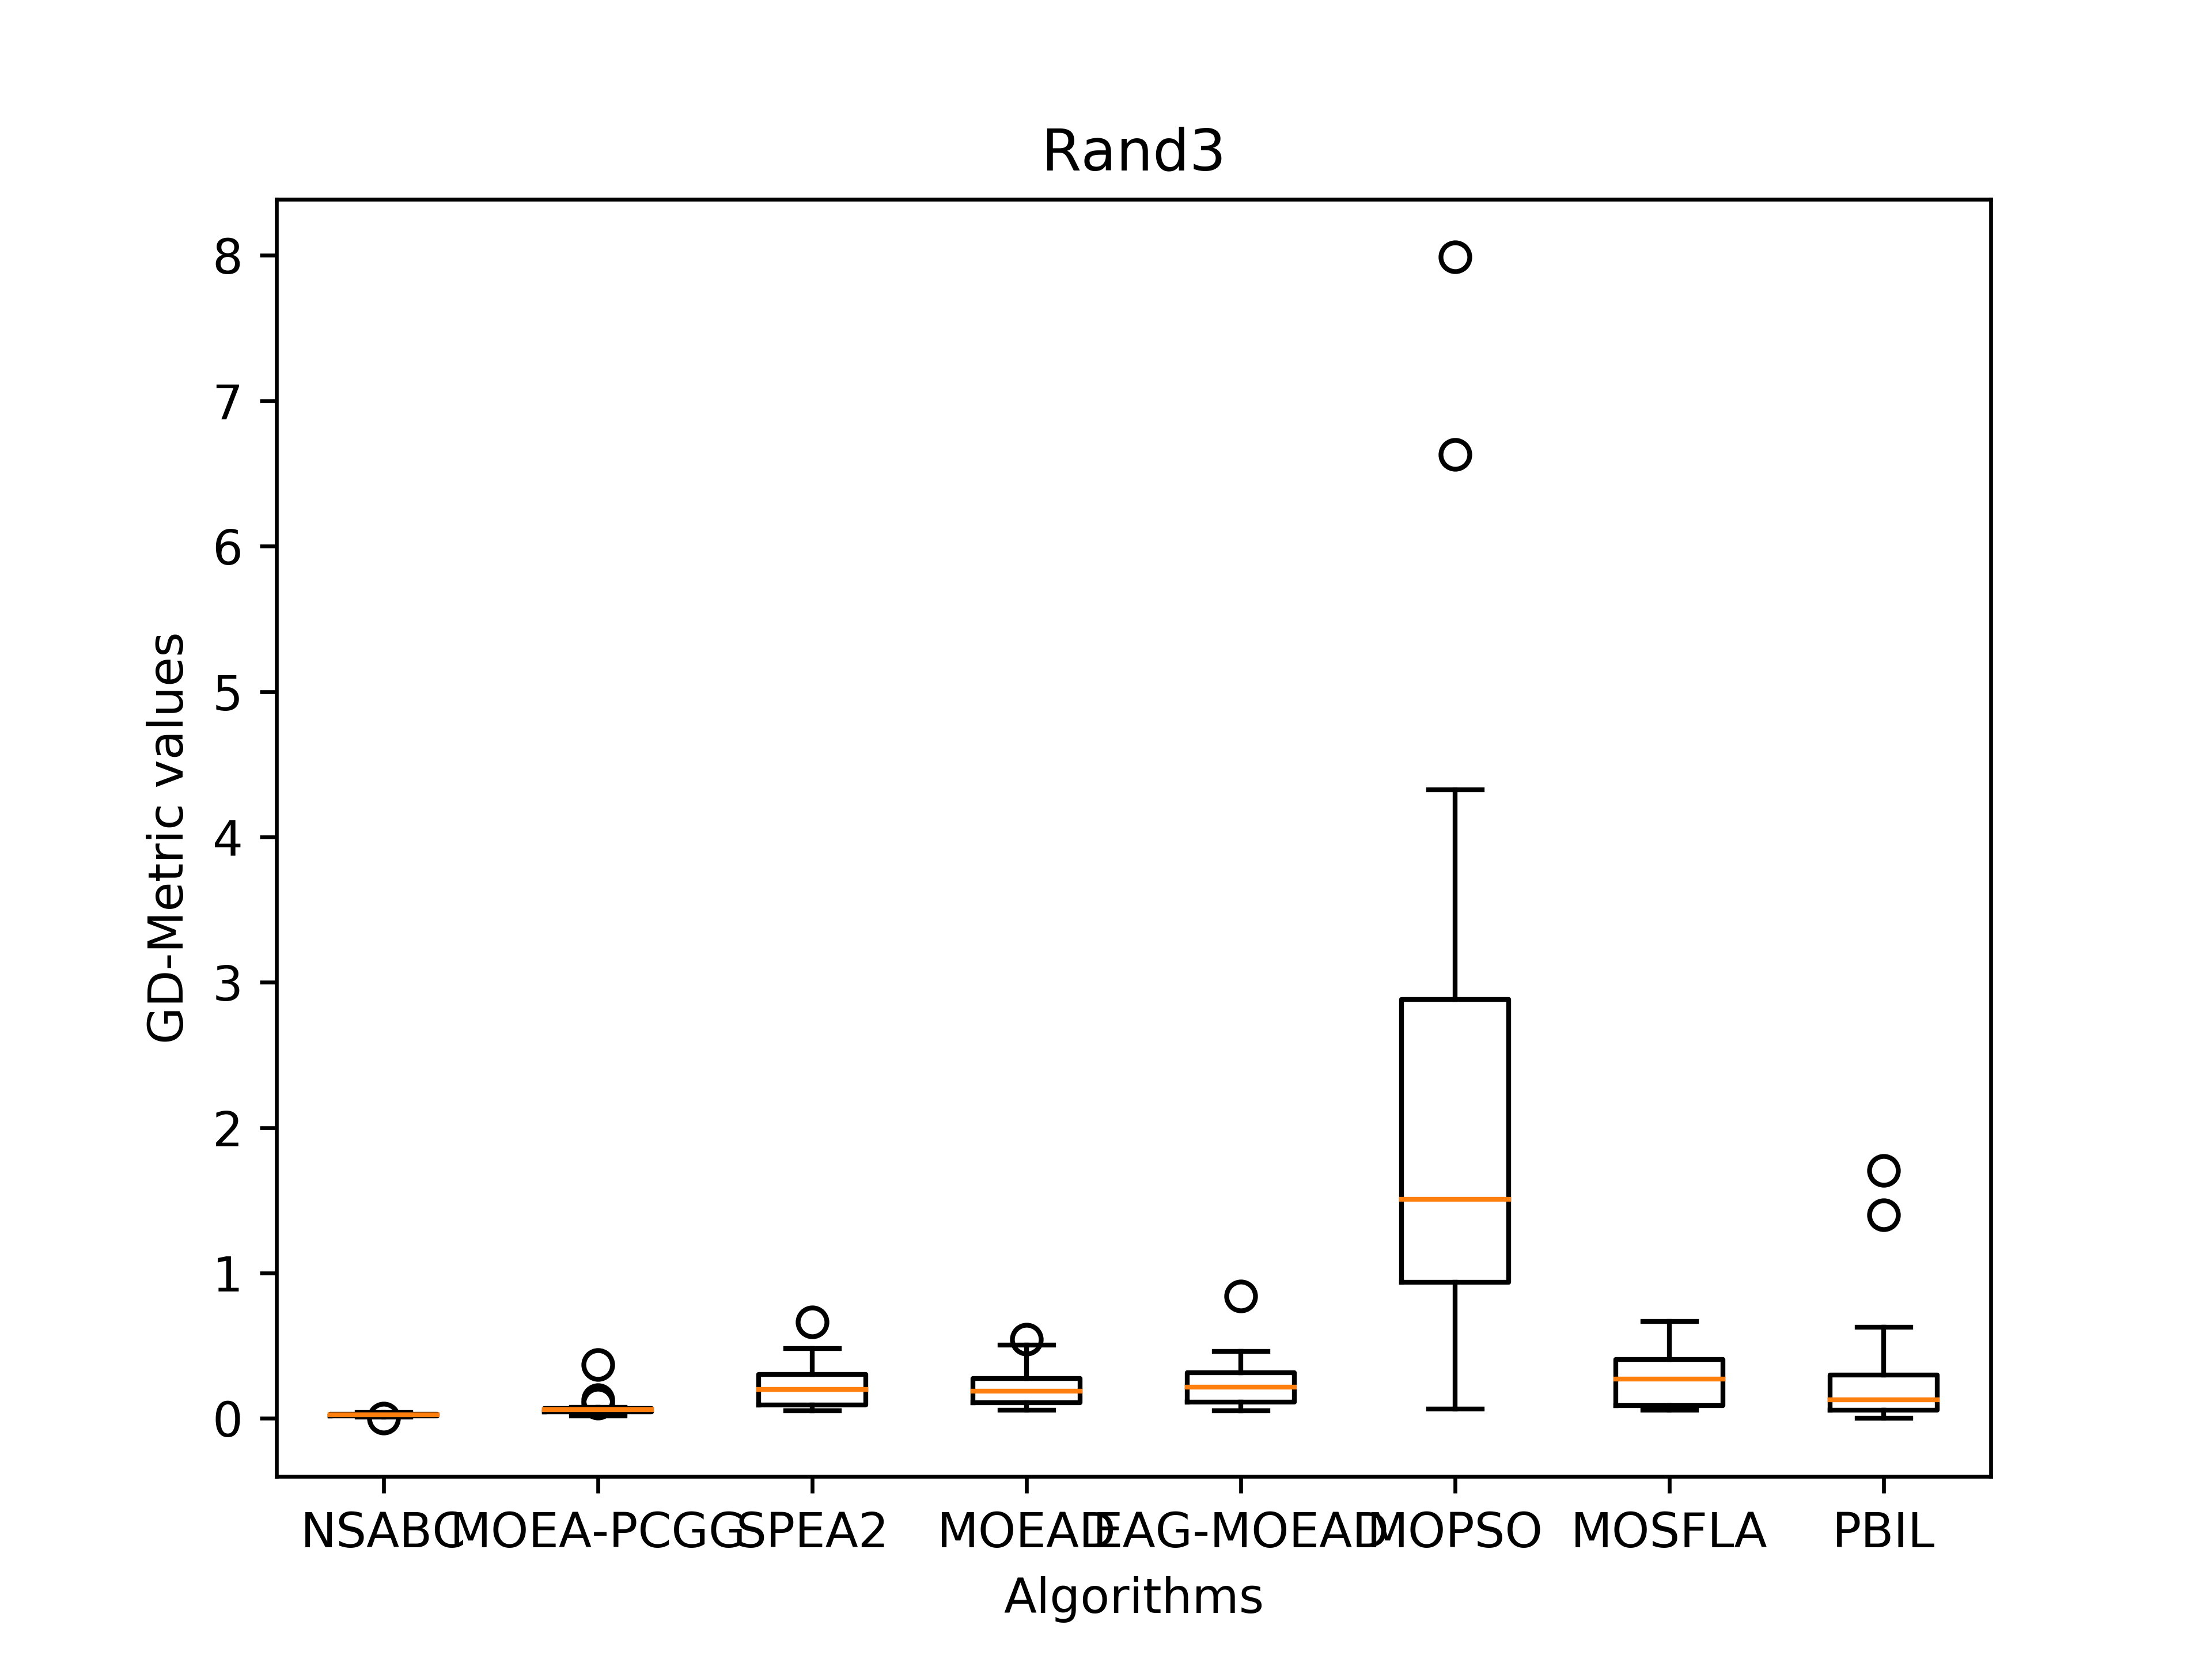 Rand3
GD-Metric values
8
7
6
5
4
3
2
1
0
NSABC MOEA-PCGG SPEA2 MOEAD EAG-MOEAD MOPSO MOSFLA PBIL
Algorithms